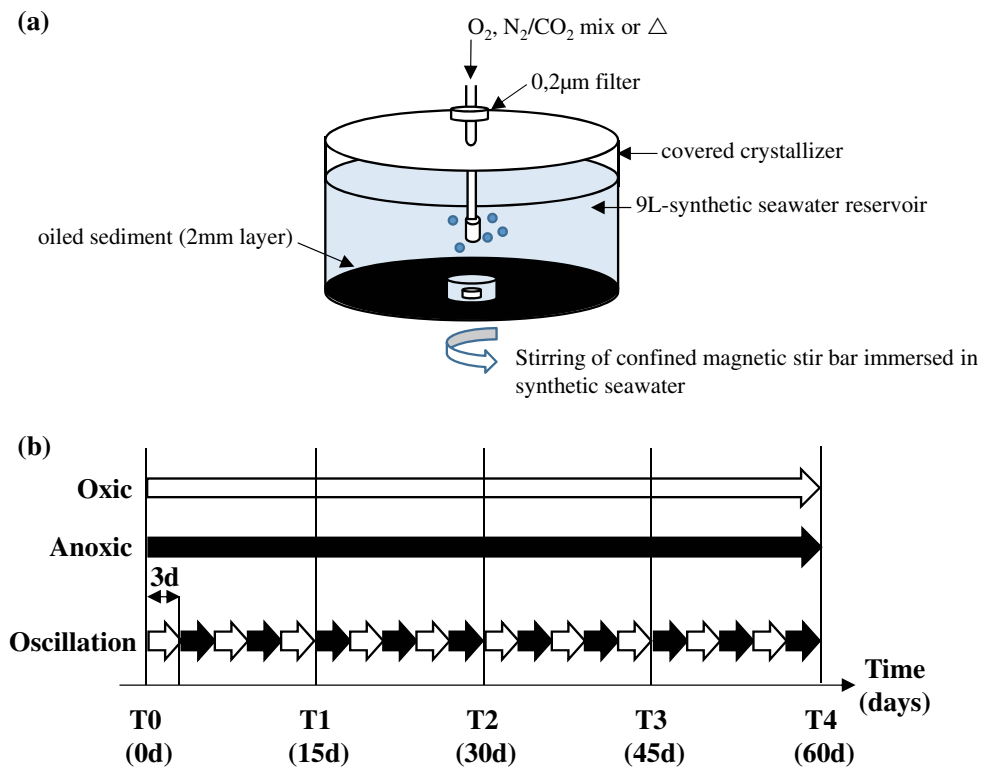 (a)
O2, N2/CO2 mix or △
0,2µm filter
covered crystallizer
9L-synthetic seawater reservoir
oiled sediment (2mm layer)
Stirring of confined magnetic stir bar immersed in
synthetic seawater
(b)
Oxic
Anoxic
3d
Oscillation
Time
(days)
T0 T1 T2 T3 T4
(0d) (15d) (30d) (45d) (60d)